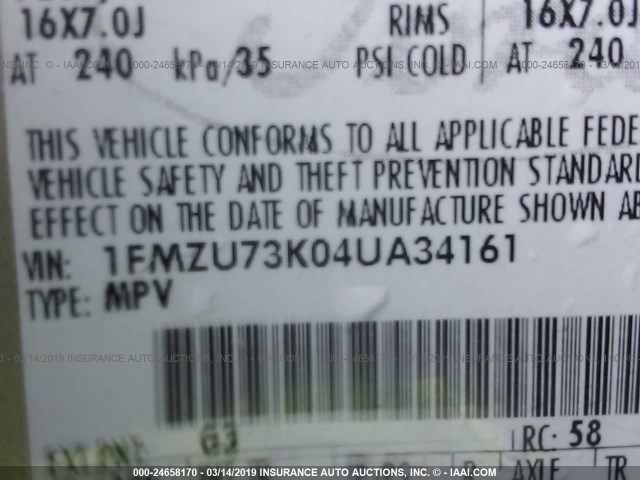 16X7.0J RIMS 16X7.0J
AT 240 kPa/35 PSI COLD AT 240
THIS VEHICLE CONFORMS TO ALL APPLICABLE FEDE
VEHICLE SAFETY AND THEFT PREVENTION STANDARD
EFFECT ON THE DATE OF MANUFACTURE SHOWN AB
VIN: 1FMZU73K04UA34161
TYPE: MPV
EXT PNT: G3 RC: 58
AXLE TR
000-24658170 - 03/14/2019 INSURANCE AUTO AUCTIONS, INC. - © - IAAI.COM